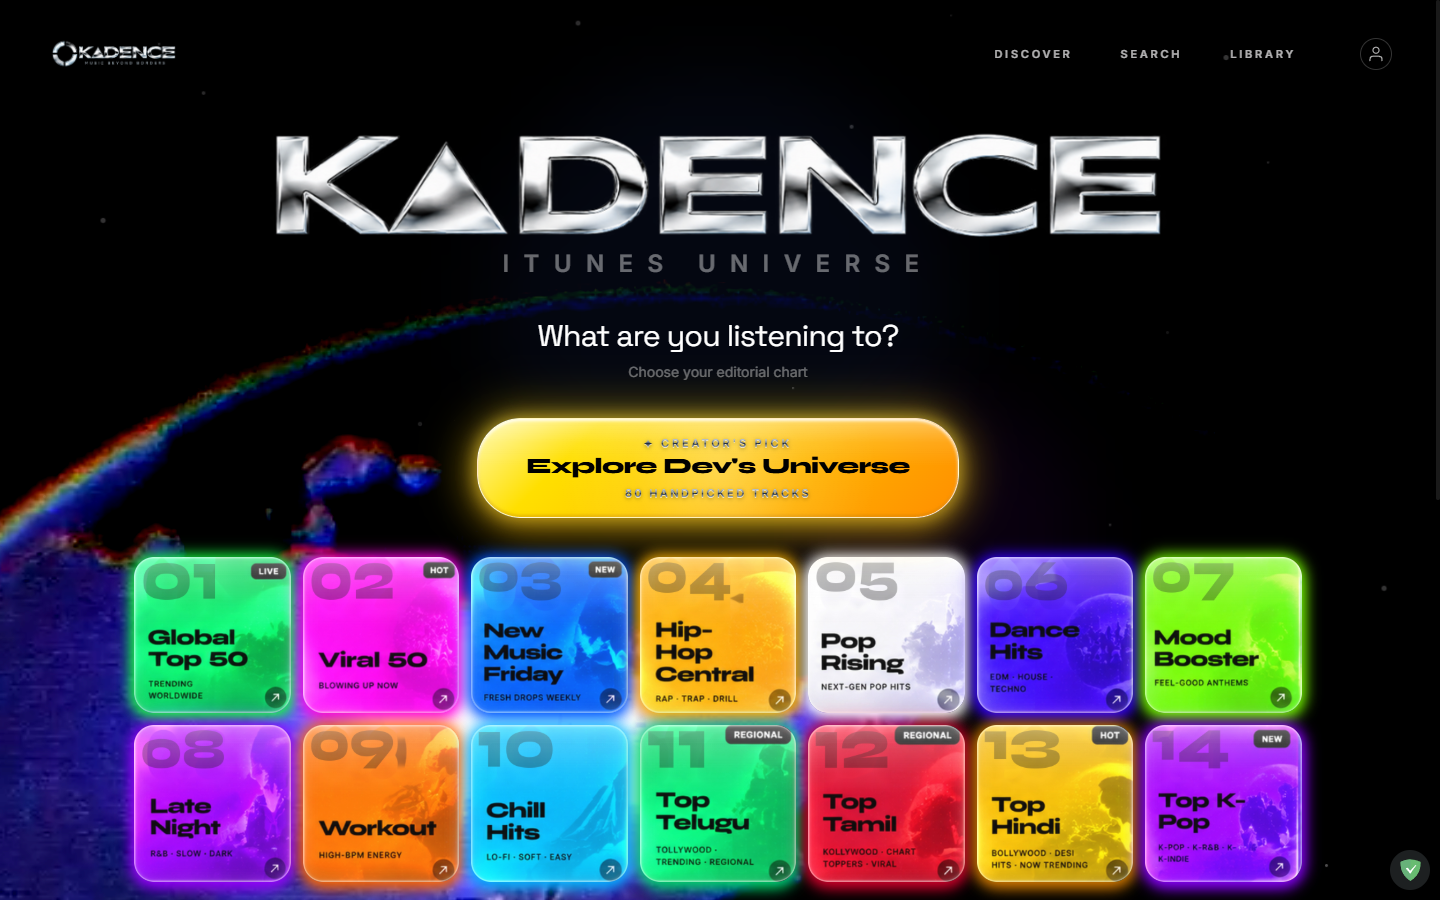 KADENCE
MUSIC BEYOND BORDERS
DISCOVER
SEARCH
LIBRARY
KADENCE
ITUNES UNIVERSE
What are you listening to?
Choose your editorial chart
✦ CREATOR'S PICK
Explore Dev's Universe
80 HANDPICKED TRACKS
01
LIVE
Global
Top 50
TRENDING
WORLDWIDE
02
HOT
Viral 50
BLOWING UP NOW
03
NEW
New
Music
Friday
FRESH DROPS WEEKLY
04
Hip-
Hop
Central
RAP · TRAP · DRILL
05
Pop
Rising
NEXT-GEN POP HITS
06
Dance
Hits
EDM · HOUSE ·
TECHNO
07
Mood
Booster
FEEL-GOOD ANTHEMS
08
Late
Night
R&B · SLOW · DARK
09
Workout
HIGH-BPM ENERGY
10
Chill
Hits
LO-FI · SOFT · EASY
11
REGIONAL
Top
Telugu
TOLLYWOOD ·
TRENDING · REGIONAL
12
REGIONAL
Top
Tamil
KOLLYWOOD · CHART
TOPPERS · VIRAL
13
HOT
Top
Hindi
BOLLYWOOD · DESI
HITS · NOW TRENDING
14
NEW
Top K-
Pop
K-POP · K-R&B · K-
K-INDIE